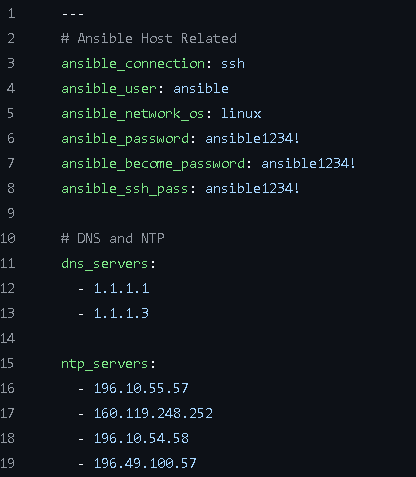 1 ---
2 # Ansible Host Related
3 ansible_connection: ssh
4 ansible_user: ansible
5 ansible_network_os: linux
6 ansible_password: ansible1234!
7 ansible_become_password: ansible1234!
8 ansible_ssh_pass: ansible1234!
9
10 # DNS and NTP
11 dns_servers:
12 - 1.1.1.1
13 - 1.1.1.3
14
15 ntp_servers:
16 - 196.10.55.57
17 - 160.119.248.252
18 - 196.10.54.58
19 - 196.49.100.57